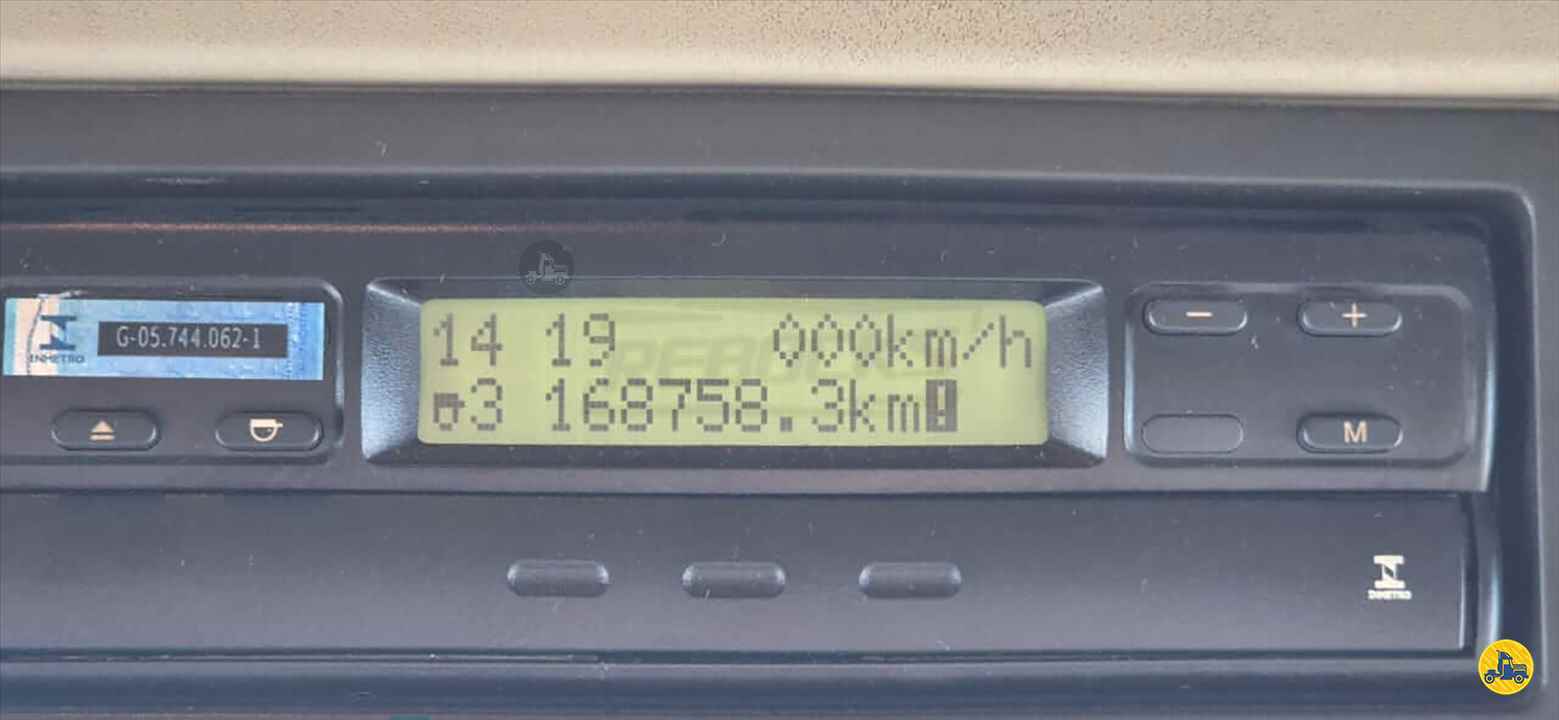 INMETRO
G-05.744.062-1
14 19 000km/h
3 168758.3km!
M
INMETRO